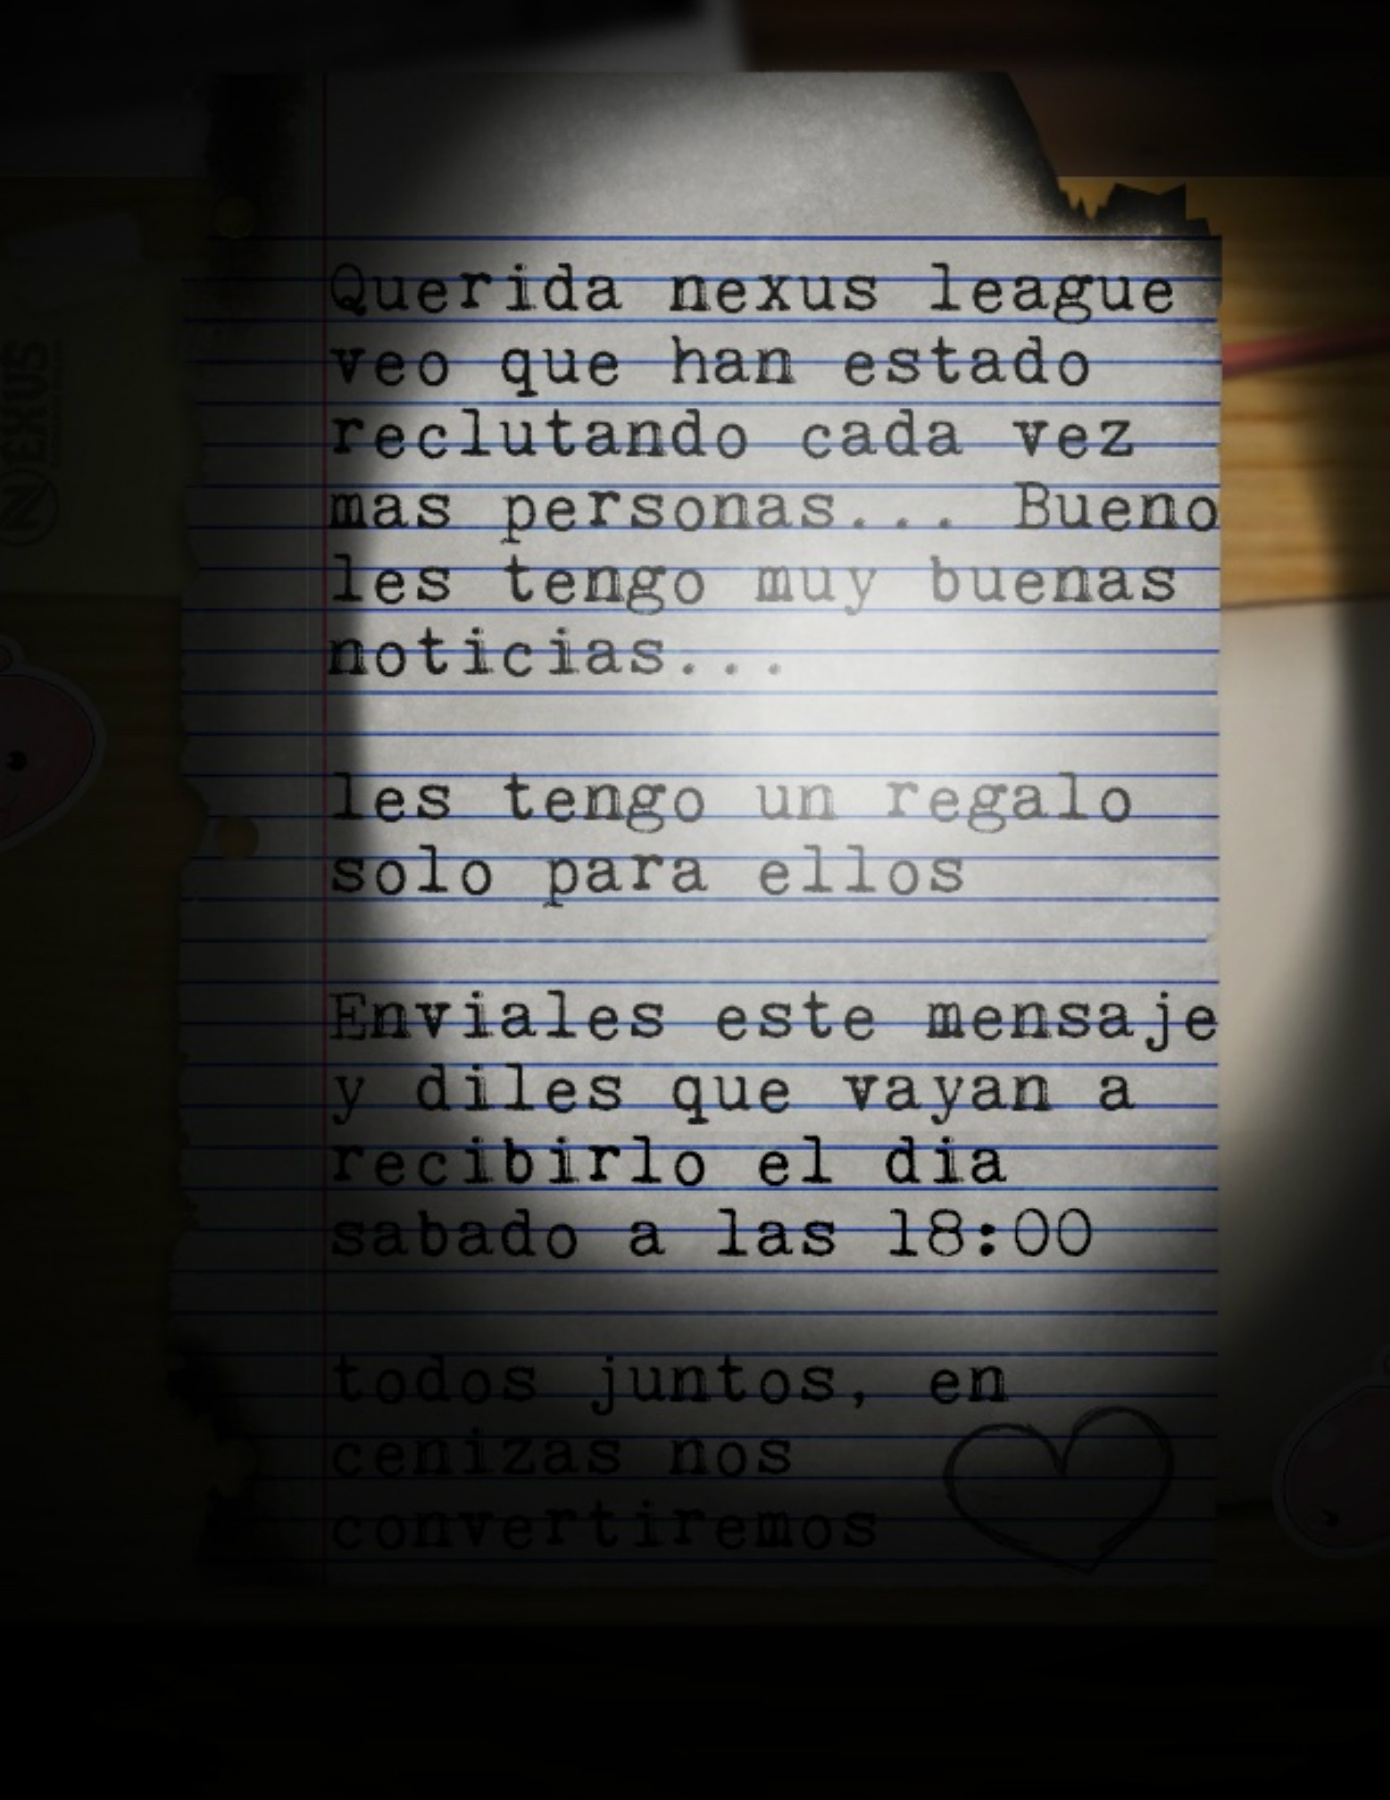 Querida nexus league
veo que han estado
reclutando cada vez
mas personas... Bueno
les tengo muy buenas
noticias...
les tengo un regalo
solo para ellos
Enviales este mensaje
y diles que vayan a
recibirlo el dia
sabado a las 18:00
todos juntos, en
cenizas nos
convertiremos
NEXUS